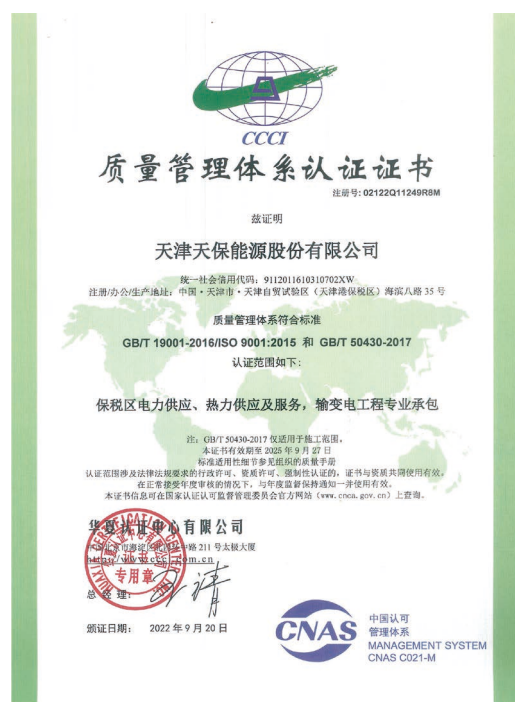 CCCI
质量管理体系认证证书
注册号: 02122Q11249R8M
兹证明
天津天保能源股份有限公司
统一社会信用代码: 9112011610310702XW
注册/办公/生产地址: 中国·天津市·天津自贸试验区（天津港保税区）海滨八路 35 号
质量管理体系符合标准
GB/T 19001-2016/ISO 9001:2015 和 GB/T 50430-2017
认证范围如下:
保税区电力供应、热力供应及服务，输变电工程专业承包
注: GB/T 50430-2017 仅适用于施工范围。
本证书有效期至 2025 年 9 月 27 日
标准适用性细节参见组织的质量手册
认证范围涉及法律法规要求的行政许可、资质许可、强制性认证的，证书与资质共同使用有效。
在正常接受年度审核的情况下，与年度监督保持通知一并使用有效。
本证书信息可在国家认证认可监督管理委员会官方网站（www.cnca.gov.cn）上查询。
华夏认证中心有限公司
211 号太极大厦
专用章
总 经 理:
颁证日期: 2022 年 9 月 20 日
CNAS
中国认可
管理体系
MANAGEMENT SYSTEM
CNAS C021-M